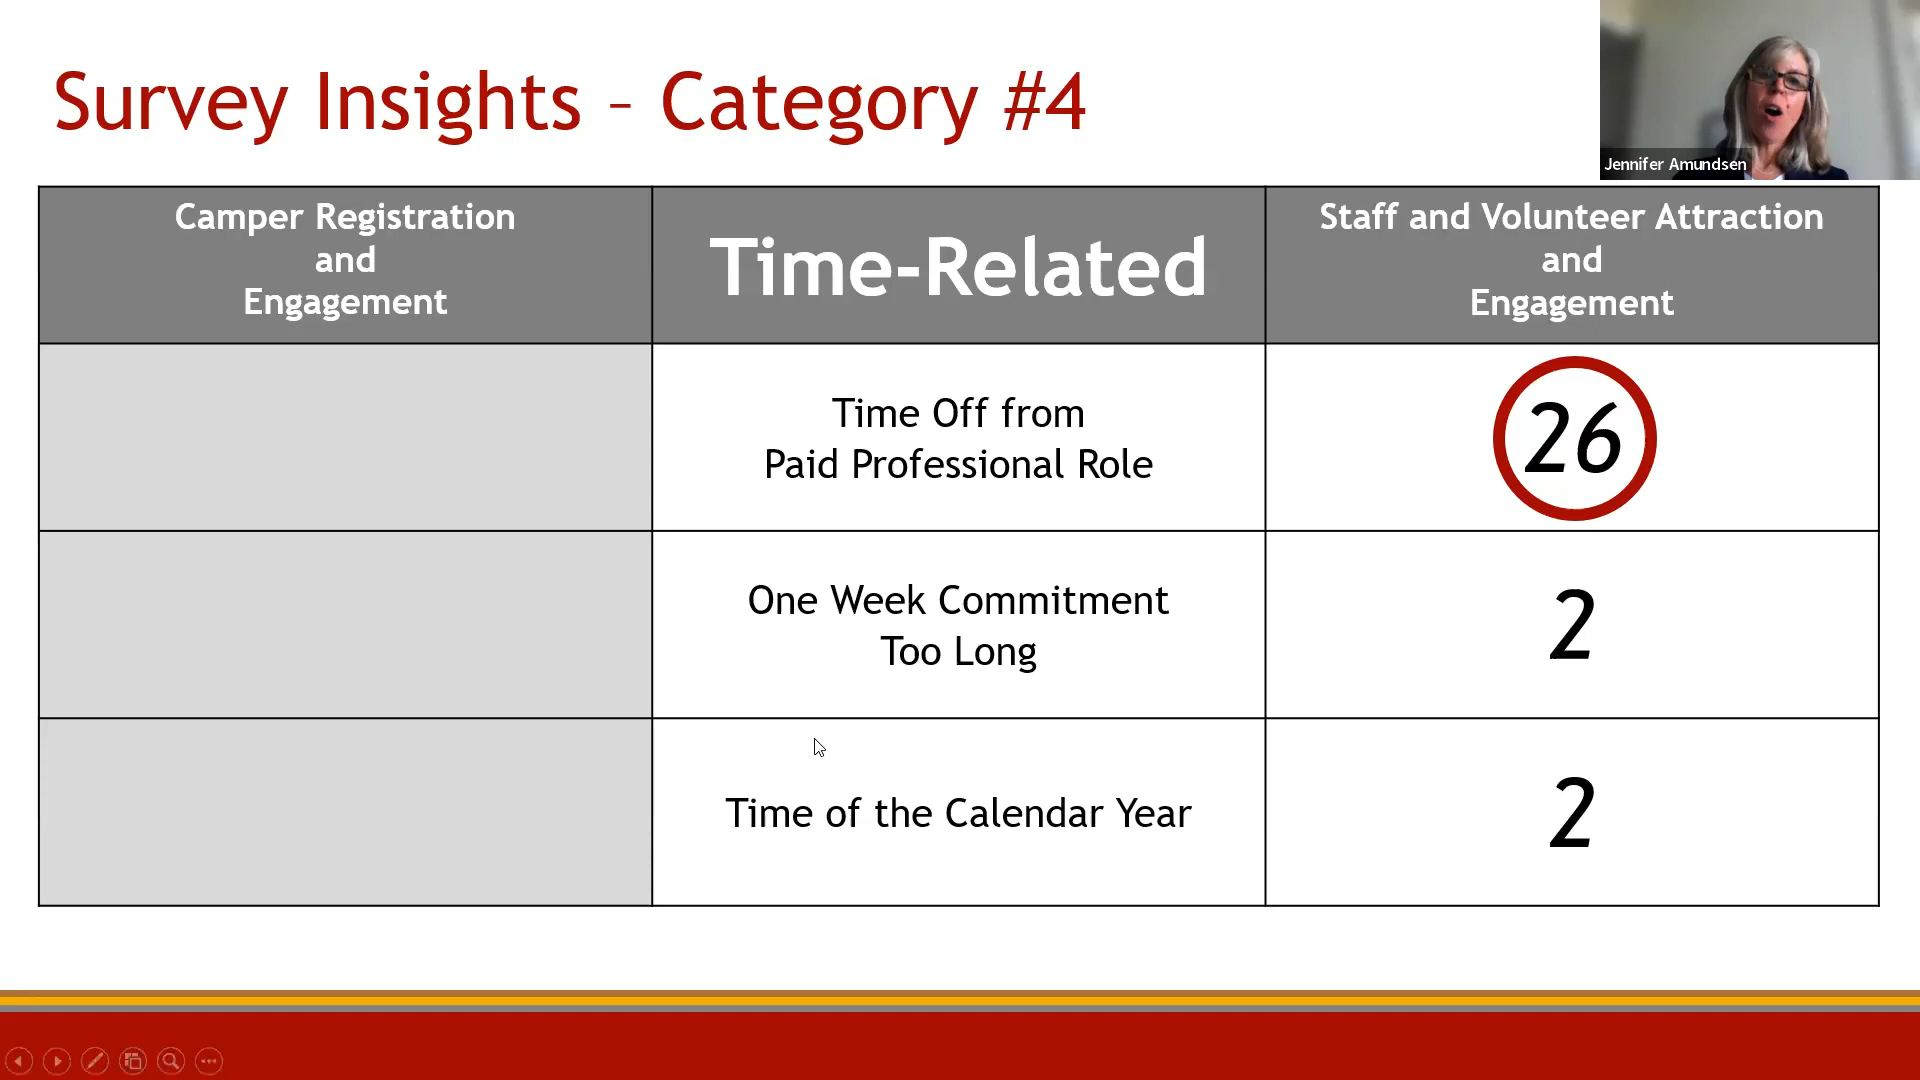 Survey Insights – Category #4
Jennifer Amundsen
Camper Registration
and
Engagement
Time-Related
Staff and Volunteer Attraction
and
Engagement
Time Off from
Paid Professional Role
26
One Week Commitment
Too Long
2
Time of the Calendar Year
2